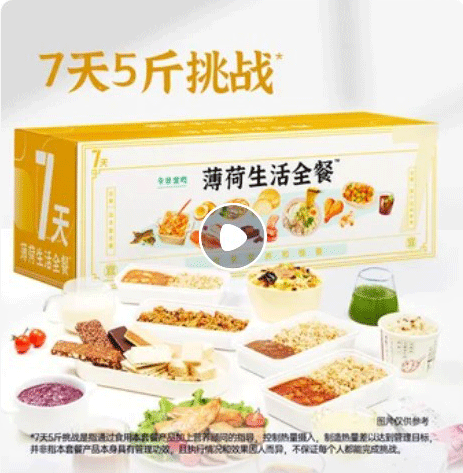 7天5斤挑战*
7天
薄荷生活全餐™
7天
薄荷生活全餐
图片仅供参考
*7天5斤挑战是指通过食用本套餐产品加上营养顾问的指导，控制热量摄入，制造热量差以达到管理目标，
并非指本套餐产品本身具有管理功效，且执行情况和效果因人而异，不保证每个人都能完成挑战。